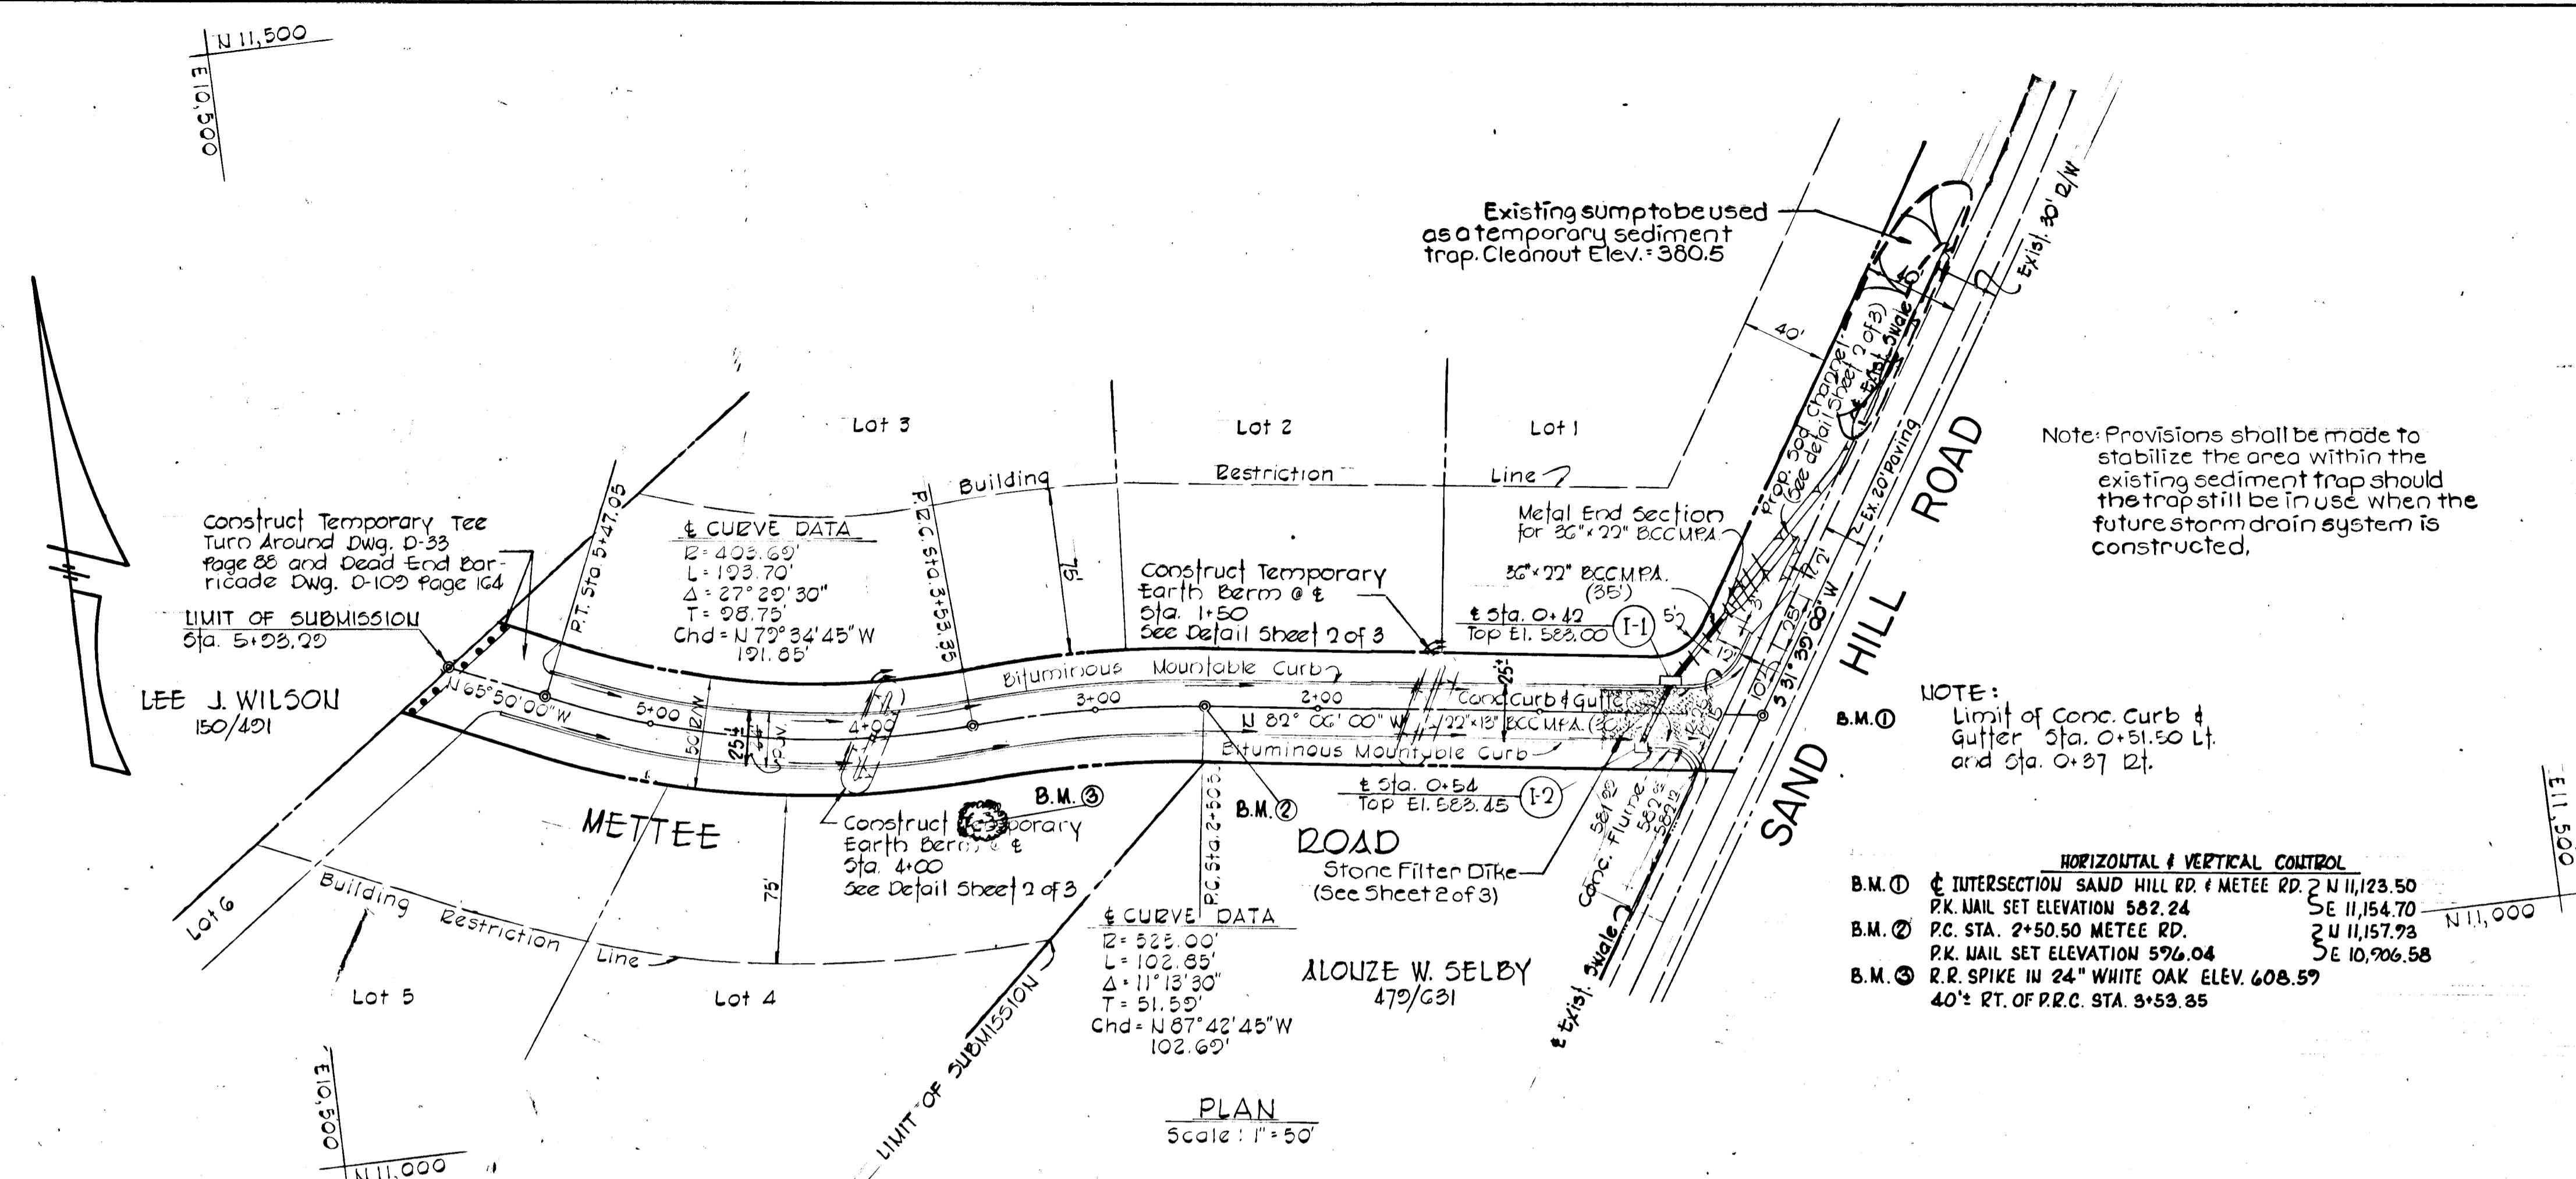 N 11,500
E 10,500
Existing sump to be used
as a temporary sediment
trap. Cleanout Elev. = 380.5
Exist. 30' R/W
40'
Prop. Sod Channel
(See detail Sheet 2 of 3)
℄ Exist. Swale
Ex. 20' Paving
SAND HILL ROAD
S 31° 39' 00" W
Note: Provisions shall be made to
stabilize the area within the
existing sediment trap should
the trap still be in use when the
future storm drain system is
constructed.
Lot 3
Lot 2
Lot 1
Building Restriction Line
Construct Temporary Tee
Turn Around Dwg. D-33
Page 88 and Dead End Bar-
ricade Dwg. D-109 Page 164
LIMIT OF SUBMISSION
Sta. 5+93.29
P.T. Sta. 5+47.05
℄ CURVE DATA
R = 403.69'
L = 193.70'
Δ = 27° 29' 30"
T = 98.75'
Chd = N 79° 34' 45" W
191.85'
P.R.C. Sta. 3+53.35
75'
Construct Temporary
Earth Berm @ ℄
Sta. 1+50
See Detail Sheet 2 of 3
Metal End Section
for 36" x 22" BCCMPA.
36" x 22" BCCMPA.
(35')
℄ Sta. 0+42
Top El. 583.00
I-1
5'
12'
25'
LEE J. WILSON
150/491
N 65° 50' 00" W
5+00
50' R/W
25'±
4+00
Bituminous Mountable Curb
3+00
2+00
Conc Curb & Gutter
25'±
N 82° 06' 00" W
22" x 13" BCCMPA.
Bituminous Mountable Curb
B.M. ①
NOTE:
Limit of Conc. Curb &
Gutter Sta. 0+51.50 Lt.
and Sta. 0+37 Rt.
METTEE ROAD
B.M. ③
B.M. ②
Construct Temporary
Earth Berm @ ℄
Sta. 4+00
See Detail Sheet 2 of 3
P.C. Sta. 2+50.5
℄ Sta. 0+54
Top El. 583.45
I-2
Stone Filter Dike
(See Sheet 2 of 3)
Conc. Flume
℄ Exist. Swale
75'
Lot 6
Building Restriction Line
Lot 5
Lot 4
℄ CURVE DATA
R = 525.00'
L = 102.85'
Δ = 11° 13' 30"
T = 51.59'
Chd = N 87° 42' 45" W
102.69'
ALOUZE W. SELBY
479/631
LIMIT OF SUBMISSION
E 11,500
N 11,000
HORIZONTAL & VERTICAL CONTROL
B.M. ① ℄ INTERSECTION SAND HILL RD. & METEE RD. N 11,123.50
P.K. NAIL SET ELEVATION 582.24 E 11,154.70
B.M. ② P.C. STA. 2+50.50 METEE RD. N 11,157.93
P.K. NAIL SET ELEVATION 596.04 E 10,906.58
B.M. ③ R.R. SPIKE IN 24" WHITE OAK ELEV. 608.59
40'± RT. OF P.R.C. STA. 3+53.35
E 10,500
N 11,000
PLAN
Scale: 1" = 50'